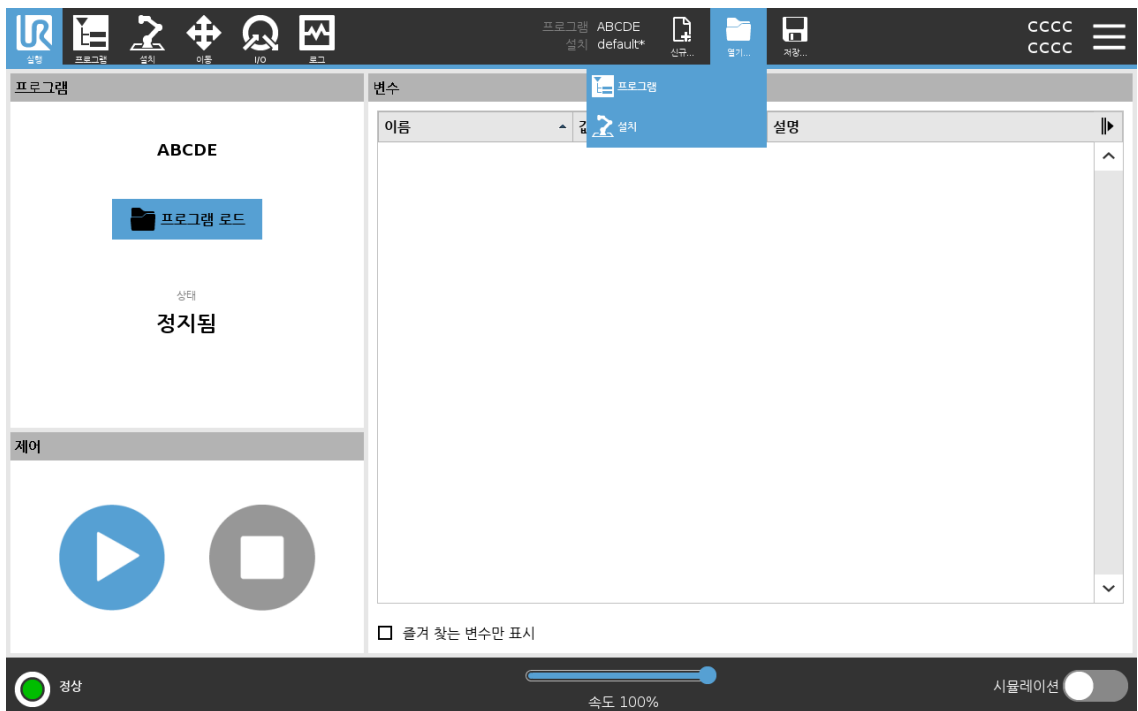 UR
실행
프로그램
설치
이동
I/O
로그
프로그램 ABCDE
설치 default*
신규...
열기...
저장...
CCCC
CCCC
프로그램
변수
프로그램
설치
이름
설명
ABCDE
프로그램 로드
상태
정지됨
제어
즐겨 찾는 변수만 표시
정상
속도 100%
시뮬레이션